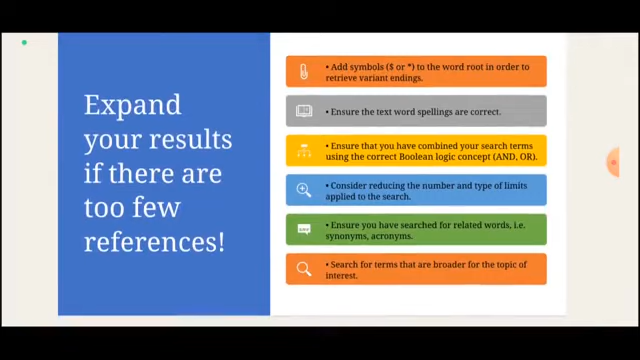 Expand
your results
if there are
too few
references!
• Add symbols ($ or *) to the word root in order to
retrieve variant endings.
• Ensure the text word spellings are correct.
• Ensure that you have combined your search terms
using the correct Boolean logic concept (AND, OR).
• Consider reducing the number and type of limits
applied to the search.
• Ensure you have searched for related words, i.e.
synonyms, acronyms.
• Search for terms that are broader for the topic of
interest.